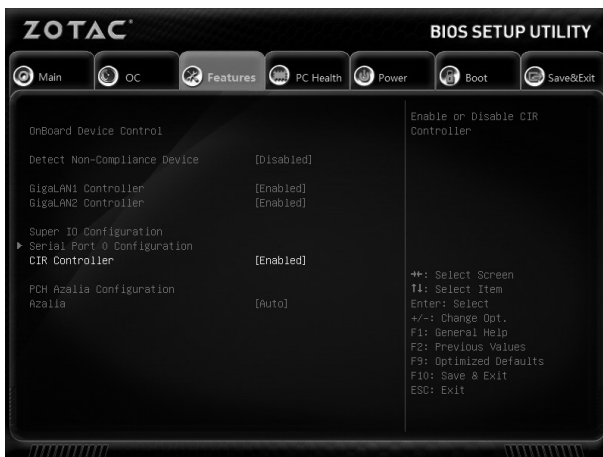 ZOTAC
BIOS SETUP UTILITY
Main
OC
Features
PC Health
Power
Boot
Save&Exit
OnBoard Device Control
Detect Non-Compliance Device [Disabled]
GigaLAN1 Controller [Enabled]
GigaLAN2 Controller [Enabled]
Super IO Configuration
▶ Serial Port 0 Configuration
CIR Controller [Enabled]
PCH Azalia Configuration
Azalia [Auto]
Enable or Disable CIR
Controller
→←: Select Screen
↑↓: Select Item
Enter: Select
+/-: Change Opt.
F1: General Help
F2: Previous Values
F9: Optimized Defaults
F10: Save & Exit
ESC: Exit